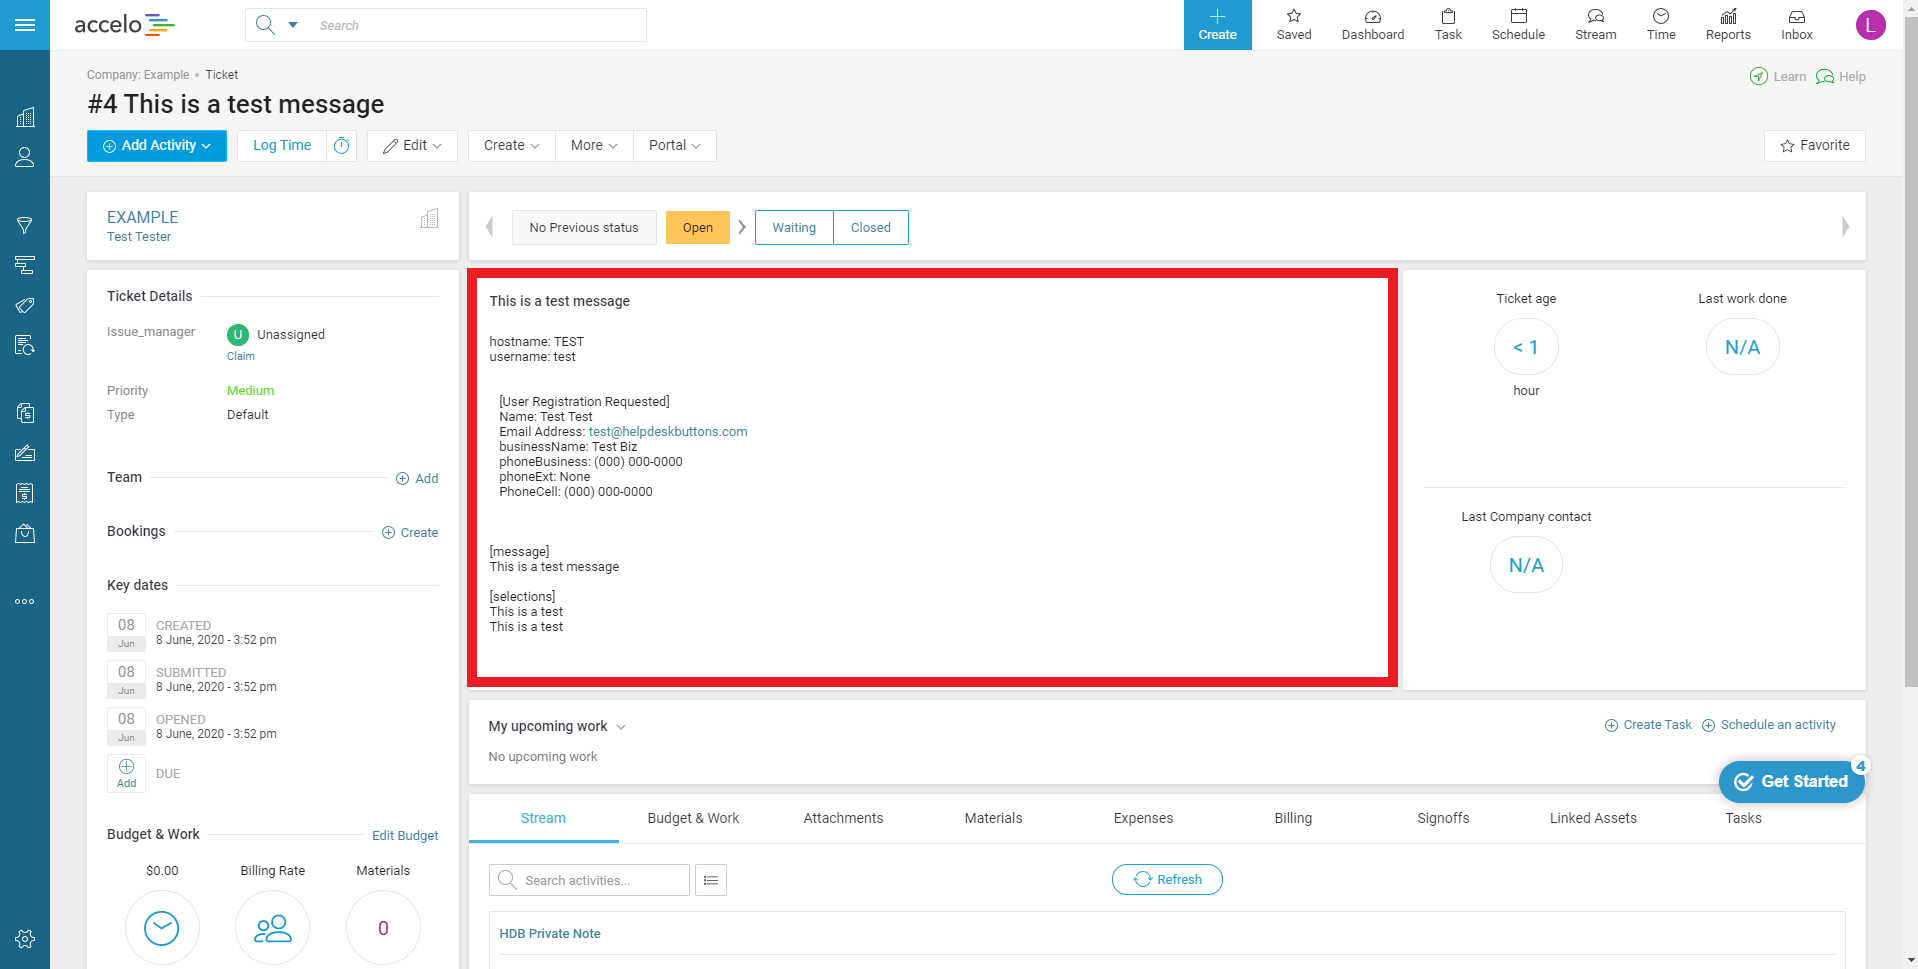 accelo
Search
Create
Saved
Dashboard
Task
Schedule
Stream
Time
Reports
Inbox
L
Company: Example • Ticket
Learn
Help
#4 This is a test message
Add Activity
Log Time
Edit
Create
More
Portal
Favorite
EXAMPLE
Test Tester
No Previous status
Open
Waiting
Closed
Ticket Details
Issue_manager
U
Unassigned
Claim
Priority
Medium
Type
Default
Team
Add
Bookings
Create
Key dates
08
Jun
CREATED
8 June, 2020 - 3:52 pm
08
Jun
SUBMITTED
8 June, 2020 - 3:52 pm
08
Jun
OPENED
8 June, 2020 - 3:52 pm
Add
DUE
Budget & Work
Edit Budget
$0.00
Billing Rate
Materials
0
This is a test message
hostname: TEST
username: test
[User Registration Requested]
Name: Test Test
Email Address: test@helpdeskbuttons.com
businessName: Test Biz
phoneBusiness: (000) 000-0000
phoneExt: None
PhoneCell: (000) 000-0000
[message]
This is a test message
[selections]
This is a test
This is a test
Ticket age
< 1
hour
Last work done
N/A
Last Company contact
N/A
My upcoming work
Create Task
Schedule an activity
No upcoming work
Get Started
4
Stream
Budget & Work
Attachments
Materials
Expenses
Billing
Signoffs
Linked Assets
Tasks
Search activities...
Refresh
HDB Private Note